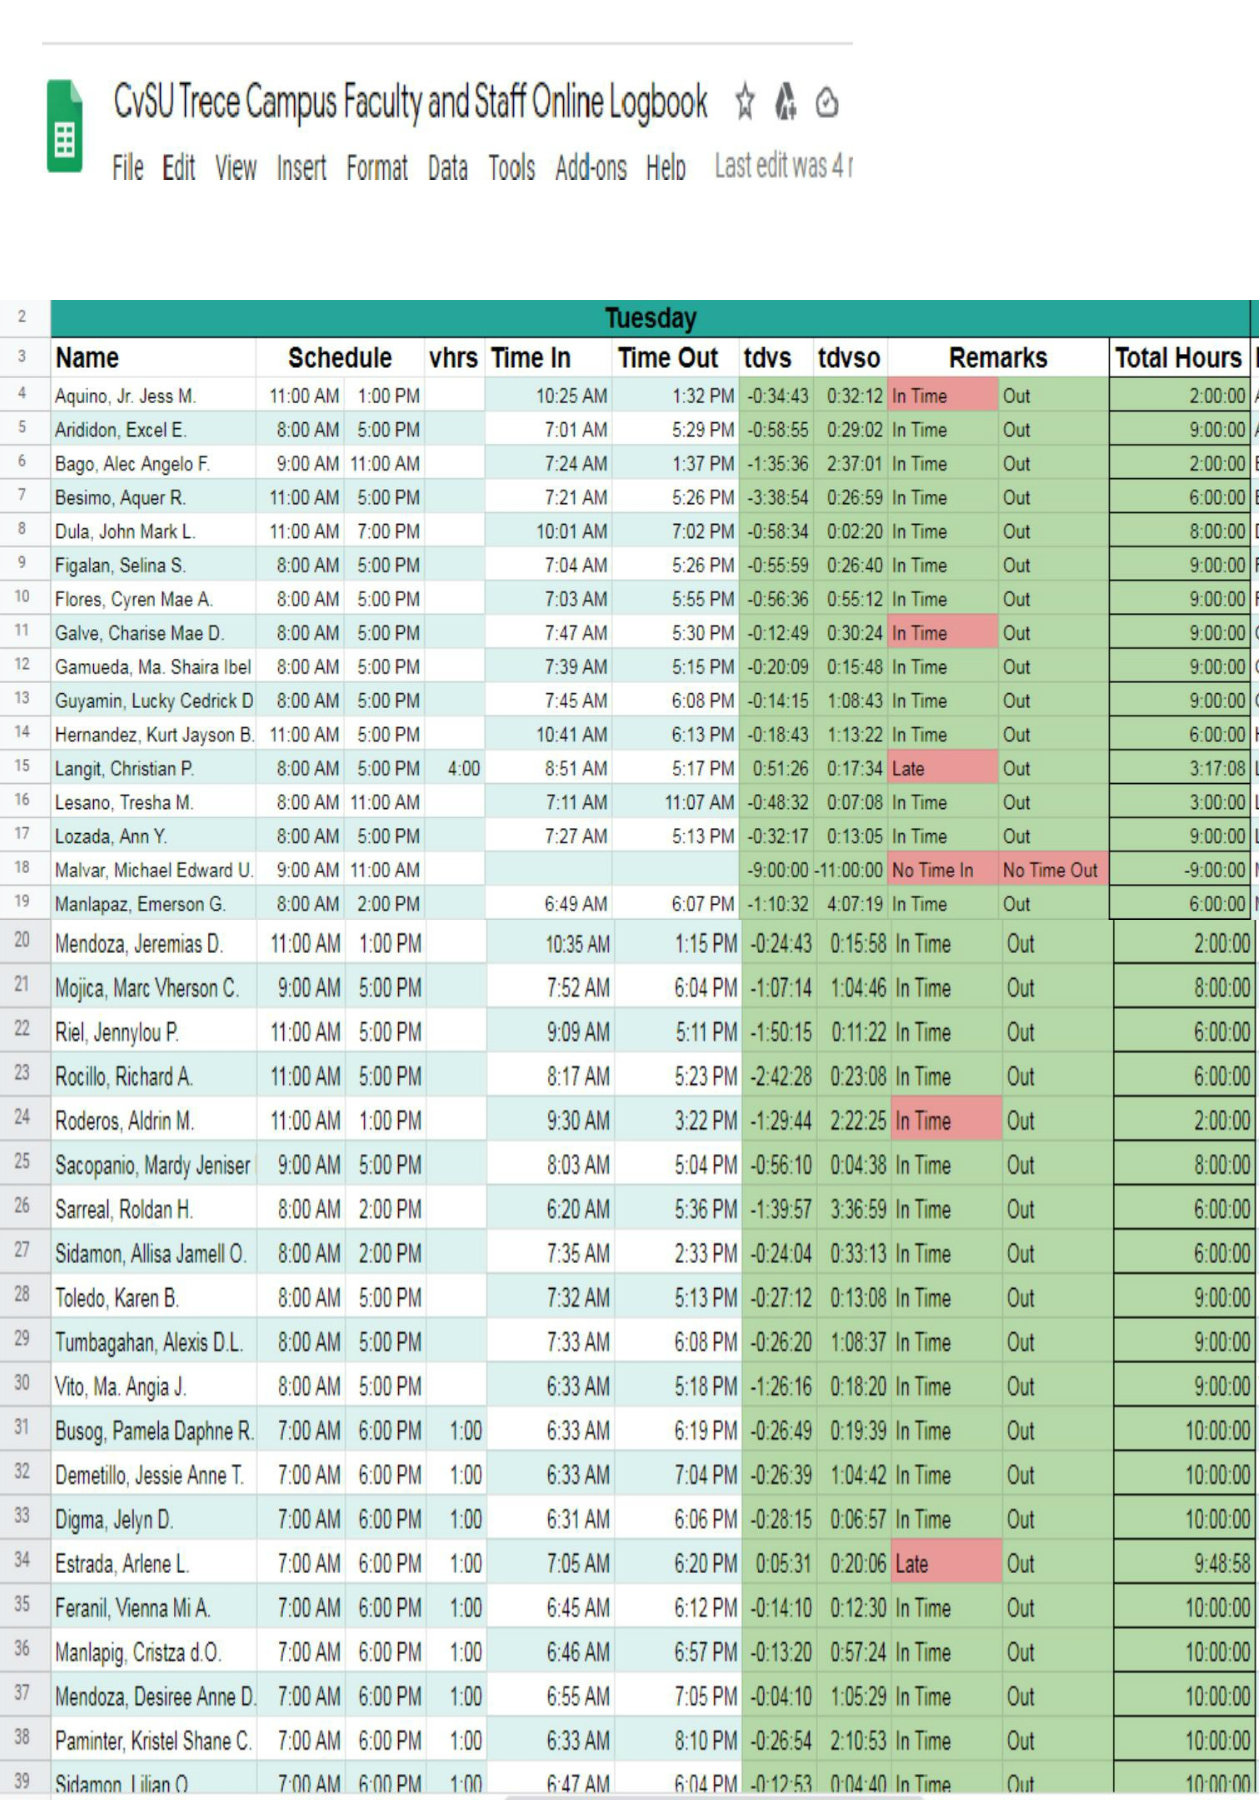 CvSU Trece Campus Faculty and Staff Online Logbook
File Edit View Insert Format Data Tools Add-ons Help Last edit was 4
2 Tuesday
3 Name Schedule vhrs Time In Time Out tdvs tdvso Remarks Total Hours
4 Aquino, Jr. Jess M. 11:00 AM 1:00 PM 10:25 AM 1:32 PM -0:34:43 0:32:12 In Time Out 2:00:00
5 Arididon, Excel E. 8:00 AM 5:00 PM 7:01 AM 5:29 PM -0:58:55 0:29:02 In Time Out 9:00:00
6 Bago, Alec Angelo F. 9:00 AM 11:00 AM 7:24 AM 1:37 PM -1:35:36 2:37:01 In Time Out 2:00:00
7 Besimo, Aquer R. 11:00 AM 5:00 PM 7:21 AM 5:26 PM -3:38:54 0:26:59 In Time Out 6:00:00
8 Dula, John Mark L. 11:00 AM 7:00 PM 10:01 AM 7:02 PM -0:58:34 0:02:20 In Time Out 8:00:00
9 Figalan, Selina S. 8:00 AM 5:00 PM 7:04 AM 5:26 PM -0:55:59 0:26:40 In Time Out 9:00:00
10 Flores, Cyren Mae A. 8:00 AM 5:00 PM 7:03 AM 5:55 PM -0:56:36 0:55:12 In Time Out 9:00:00
11 Galve, Charise Mae D. 8:00 AM 5:00 PM 7:47 AM 5:30 PM -0:12:49 0:30:24 In Time Out 9:00:00
12 Gamueda, Ma. Shaira Ibel 8:00 AM 5:00 PM 7:39 AM 5:15 PM -0:20:09 0:15:48 In Time Out 9:00:00
13 Guyamin, Lucky Cedrick D 8:00 AM 5:00 PM 7:45 AM 6:08 PM -0:14:15 1:08:43 In Time Out 9:00:00
14 Hernandez, Kurt Jayson B. 11:00 AM 5:00 PM 10:41 AM 6:13 PM -0:18:43 1:13:22 In Time Out 6:00:00
15 Langit, Christian P. 8:00 AM 5:00 PM 4:00 8:51 AM 5:17 PM 0:51:26 0:17:34 Late Out 3:17:08
16 Lesano, Tresha M. 8:00 AM 11:00 AM 7:11 AM 11:07 AM -0:48:32 0:07:08 In Time Out 3:00:00
17 Lozada, Ann Y. 8:00 AM 5:00 PM 7:27 AM 5:13 PM -0:32:17 0:13:05 In Time Out 9:00:00
18 Malvar, Michael Edward U. 9:00 AM 11:00 AM -9:00:00 -11:00:00 No Time In No Time Out -9:00:00
19 Manlapaz, Emerson G. 8:00 AM 2:00 PM 6:49 AM 6:07 PM -1:10:32 4:07:19 In Time Out 6:00:00
20 Mendoza, Jeremias D. 11:00 AM 1:00 PM 10:35 AM 1:15 PM -0:24:43 0:15:58 In Time Out 2:00:00
21 Mojica, Marc Vherson C. 9:00 AM 5:00 PM 7:52 AM 6:04 PM -1:07:14 1:04:46 In Time Out 8:00:00
22 Riel, Jennylou P. 11:00 AM 5:00 PM 9:09 AM 5:11 PM -1:50:15 0:11:22 In Time Out 6:00:00
23 Rocillo, Richard A. 11:00 AM 5:00 PM 8:17 AM 5:23 PM -2:42:28 0:23:08 In Time Out 6:00:00
24 Roderos, Aldrin M. 11:00 AM 1:00 PM 9:30 AM 3:22 PM -1:29:44 2:22:25 In Time Out 2:00:00
25 Sacopanio, Mardy Jeniser 9:00 AM 5:00 PM 8:03 AM 5:04 PM -0:56:10 0:04:38 In Time Out 8:00:00
26 Sarreal, Roldan H. 8:00 AM 2:00 PM 6:20 AM 5:36 PM -1:39:57 3:36:59 In Time Out 6:00:00
27 Sidamon, Allisa Jamell O. 8:00 AM 2:00 PM 7:35 AM 2:33 PM -0:24:04 0:33:13 In Time Out 6:00:00
28 Toledo, Karen B. 8:00 AM 5:00 PM 7:32 AM 5:13 PM -0:27:12 0:13:08 In Time Out 9:00:00
29 Tumbagahan, Alexis D.L. 8:00 AM 5:00 PM 7:33 AM 6:08 PM -0:26:20 1:08:37 In Time Out 9:00:00
30 Vito, Ma. Angia J. 8:00 AM 5:00 PM 6:33 AM 5:18 PM -1:26:16 0:18:20 In Time Out 9:00:00
31 Busog, Pamela Daphne R. 7:00 AM 6:00 PM 1:00 6:33 AM 6:19 PM -0:26:49 0:19:39 In Time Out 10:00:00
32 Demetillo, Jessie Anne T. 7:00 AM 6:00 PM 1:00 6:33 AM 7:04 PM -0:26:39 1:04:42 In Time Out 10:00:00
33 Digma, Jelyn D. 7:00 AM 6:00 PM 1:00 6:31 AM 6:06 PM -0:28:15 0:06:57 In Time Out 10:00:00
34 Estrada, Arlene L. 7:00 AM 6:00 PM 1:00 7:05 AM 6:20 PM 0:05:31 0:20:06 Late Out 9:48:58
35 Feranil, Vienna Mi A. 7:00 AM 6:00 PM 1:00 6:45 AM 6:12 PM -0:14:10 0:12:30 In Time Out 10:00:00
36 Manlapig, Cristza d.O. 7:00 AM 6:00 PM 1:00 6:46 AM 6:57 PM -0:13:20 0:57:24 In Time Out 10:00:00
37 Mendoza, Desiree Anne D. 7:00 AM 6:00 PM 1:00 6:55 AM 7:05 PM -0:04:10 1:05:29 In Time Out 10:00:00
38 Paminter, Kristel Shane C. 7:00 AM 6:00 PM 1:00 6:33 AM 8:10 PM -0:26:54 2:10:53 In Time Out 10:00:00
39 Sidamon, Lilian O 7:00 AM 6:00 PM 1:00 6:47 AM 6:04 PM -0:12:53 0:04:40 In Time Out 10:00:00